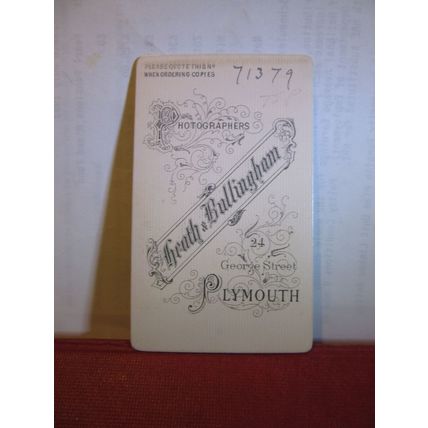 PLEASE QUOTE THIS No
WHEN ORDERING COPIES
71379
PHOTOGRAPHERS
Heath & Bullingham
24
George Street
PLYMOUTH